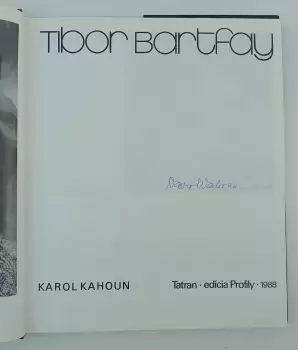 Tibor Bartfay
KAROL KAHOUN
Tatran · edícia Profily · 1988